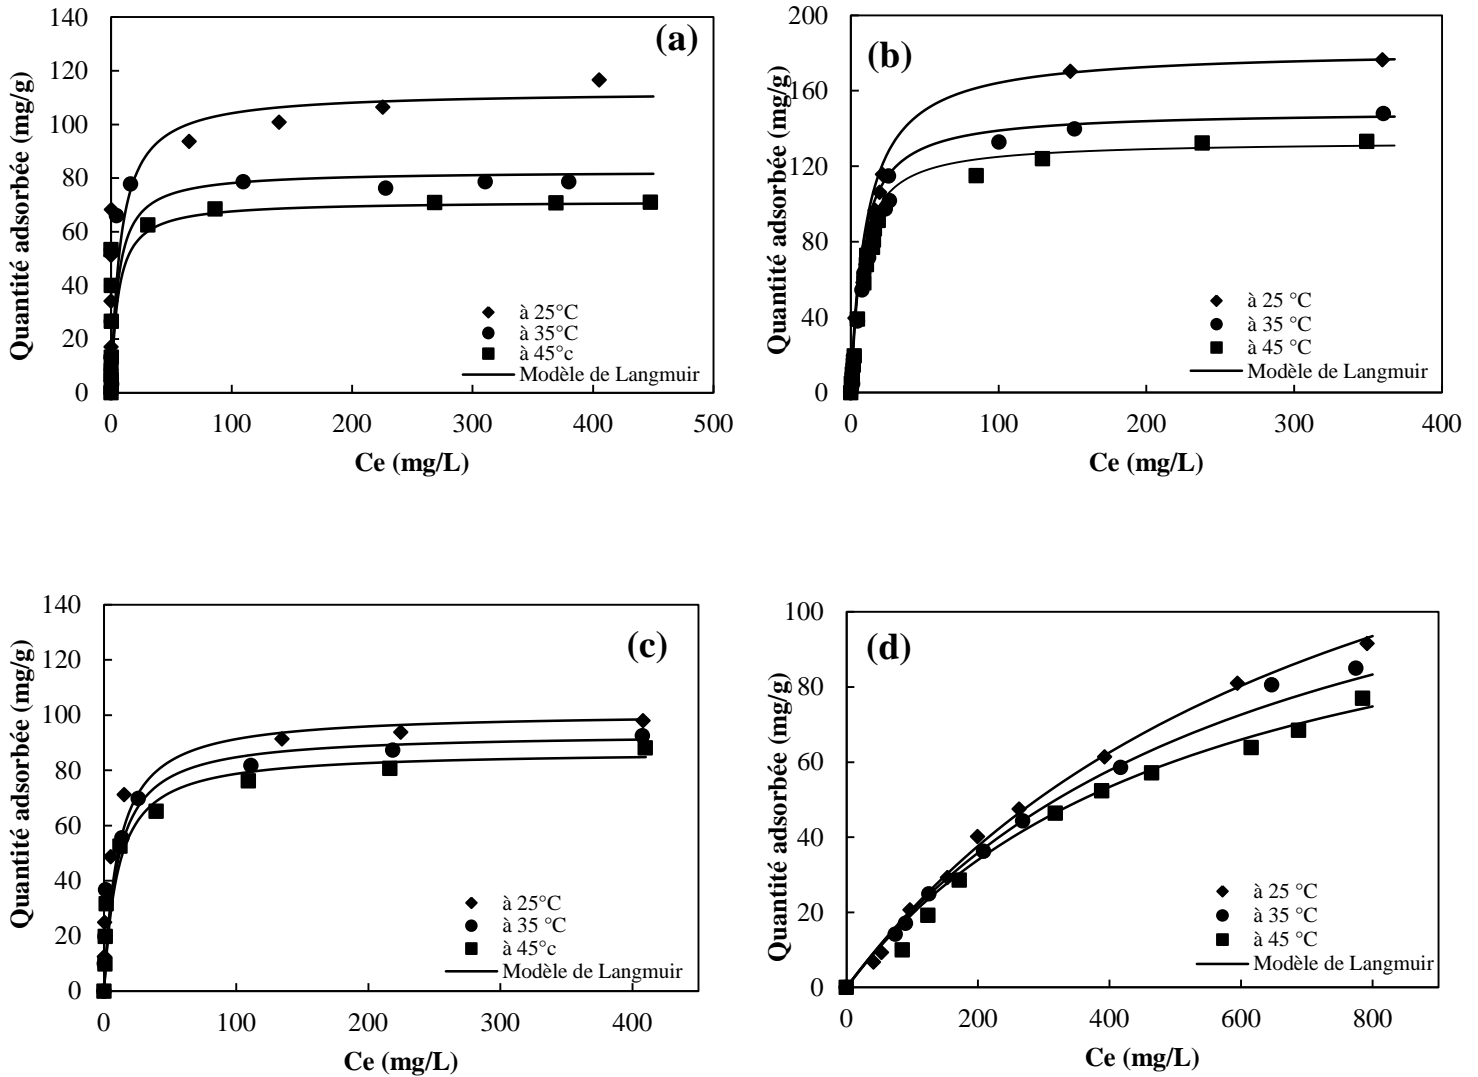 (a)
Quantité adsorbée (mg/g)
140
120
100
80
60
40
20
0
à 25°C
à 35°C
à 45°c
Modèle de Langmuir
0 100 200 300 400 500
Ce (mg/L)
(b)
Quantité adsorbée (mg/g)
200
160
120
80
40
0
à 25 °C
à 35 °C
à 45 °C
Modèle de Langmuir
0 100 200 300 400
Ce (mg/L)
(c)
Quantité adsorbée (mg/g)
140
120
100
80
60
40
20
0
à 25°C
à 35 °C
à 45°c
Modèle de Langmuir
0 100 200 300 400
Ce (mg/L)
(d)
Quantité adsorbée (mg/g)
100
80
60
40
20
0
à 25 °C
à 35 °C
à 45 °C
Modèle de Langmuir
0 200 400 600 800
Ce (mg/L)